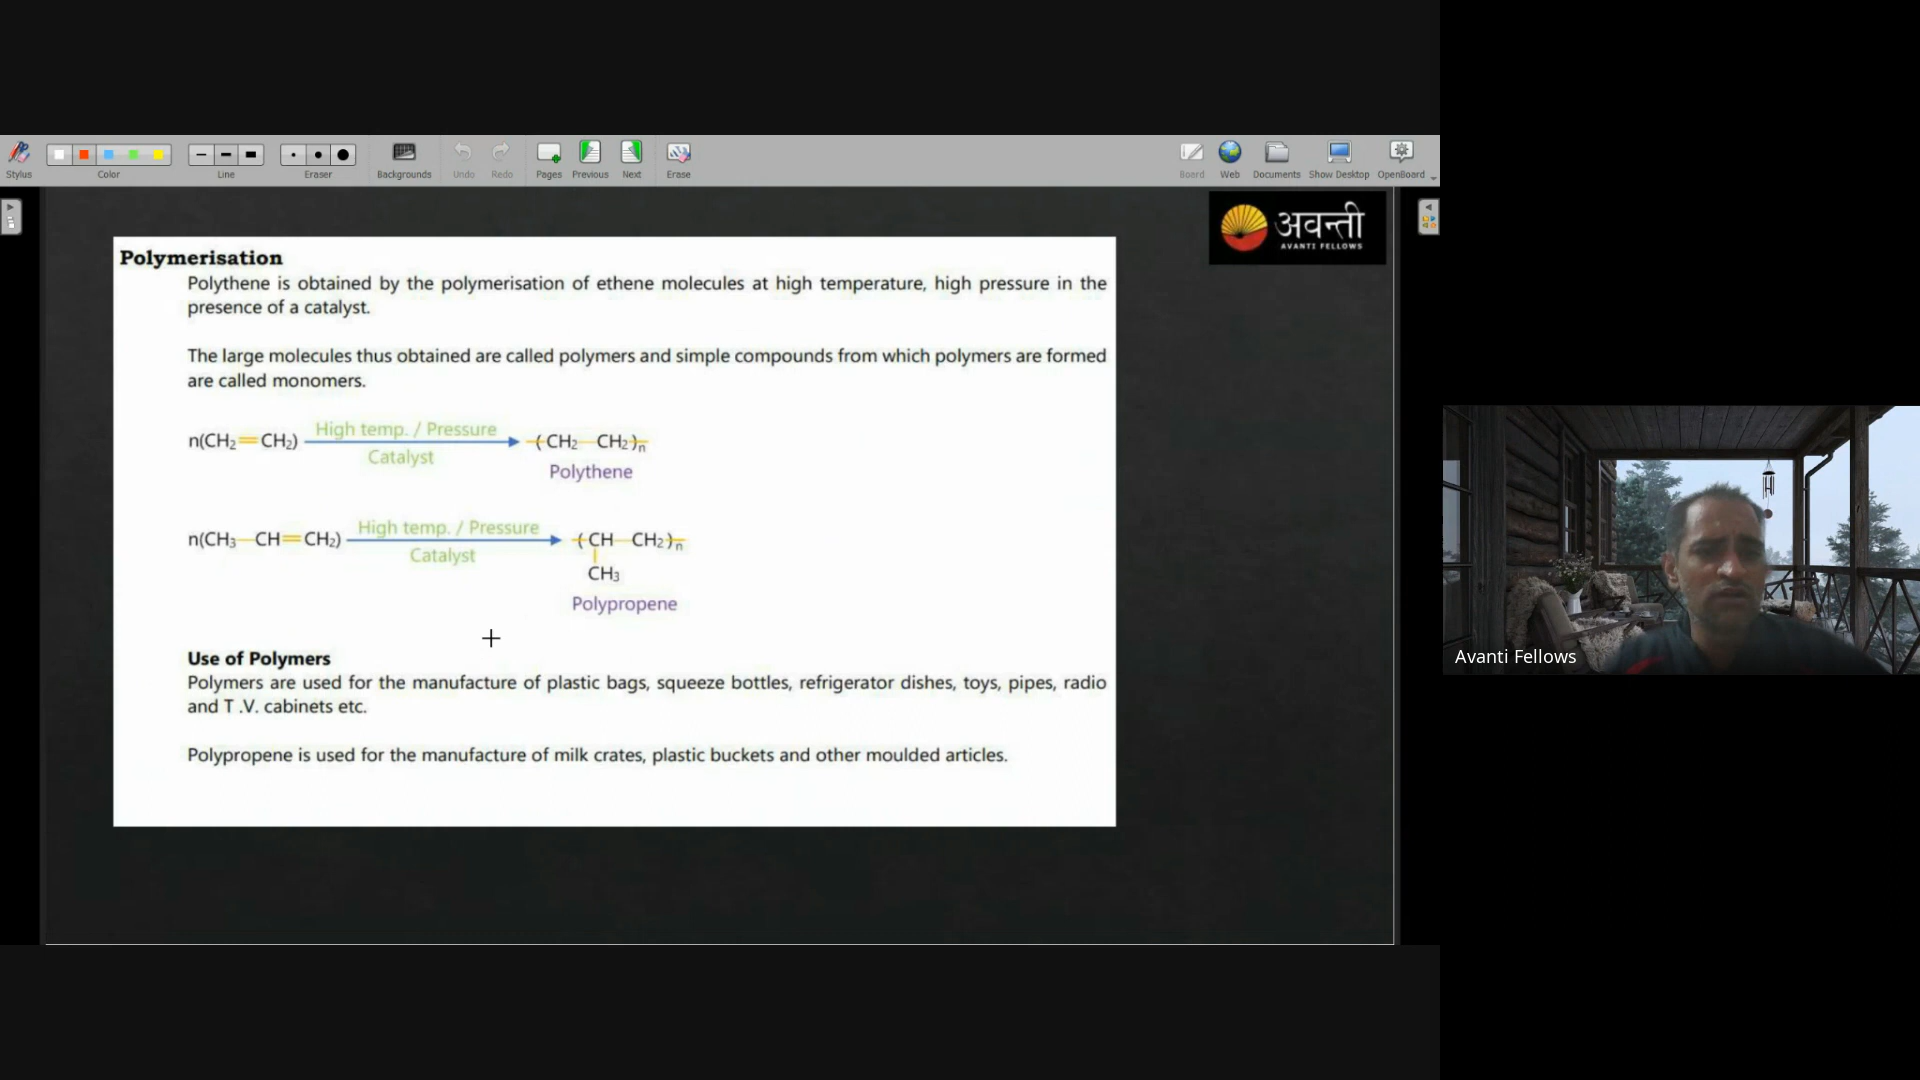 Stylus
Color
Line
Eraser
Backgrounds
Undo
Redo
Pages
Previous
Next
Erase
Board
Web
Documents
Show Desktop
OpenBoard
अवन्ती
AVANTI FELLOWS
Polymerisation
Polythene is obtained by the polymerisation of ethene molecules at high temperature, high pressure in the
presence of a catalyst.
The large molecules thus obtained are called polymers and simple compounds from which polymers are formed
are called monomers.
High temp. / Pressure
n(CH₂=CH₂) ⟶ -(CH₂-CH₂)-ₙ
Catalyst
Polythene
High temp. / Pressure
n(CH₃-CH=CH₂) ⟶ -(CH-CH₂)-ₙ
Catalyst
CH₃
Polypropene
Use of Polymers
Polymers are used for the manufacture of plastic bags, squeeze bottles, refrigerator dishes, toys, pipes, radio
and T .V. cabinets etc.
Polypropene is used for the manufacture of milk crates, plastic buckets and other moulded articles.
Avanti Fellows